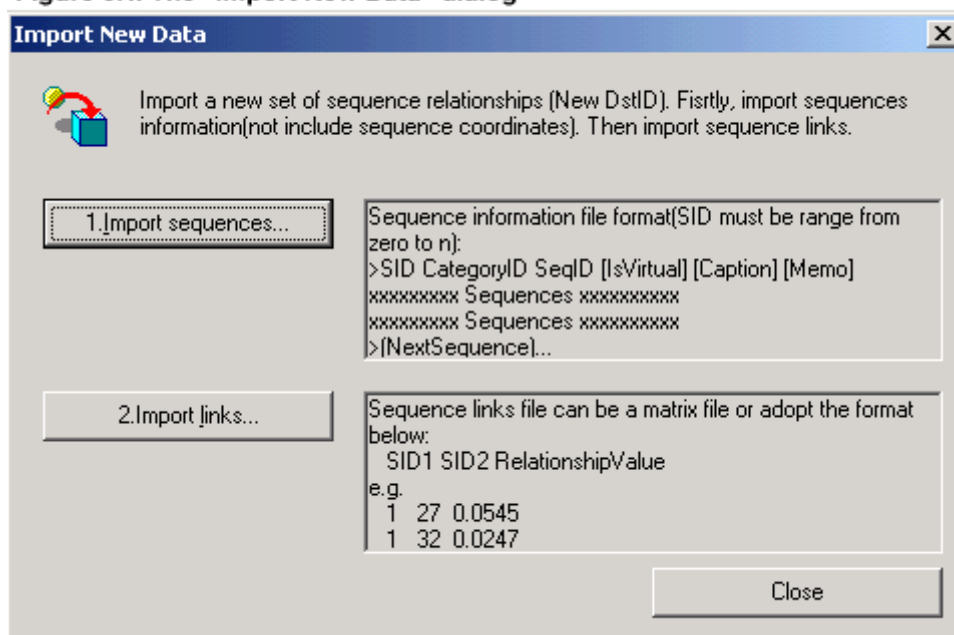 Import New Data
Import a new set of sequence relationships (New DstID). Fisrtly, import sequences
information(not include sequence coordinates). Then import sequence links.
1.Import sequences...
Sequence information file format(SID must be range from
zero to n):
>SID CategoryID SeqID [IsVirtual] [Caption] [Memo]
xxxxxxxxx Sequences xxxxxxxxxx
xxxxxxxxx Sequences xxxxxxxxxx
>(NextSequence)...
2.Import links...
Sequence links file can be a matrix file or adopt the format
below:
SID1 SID2 RelationshipValue
e.g.
1 27 0.0545
1 32 0.0247
Close